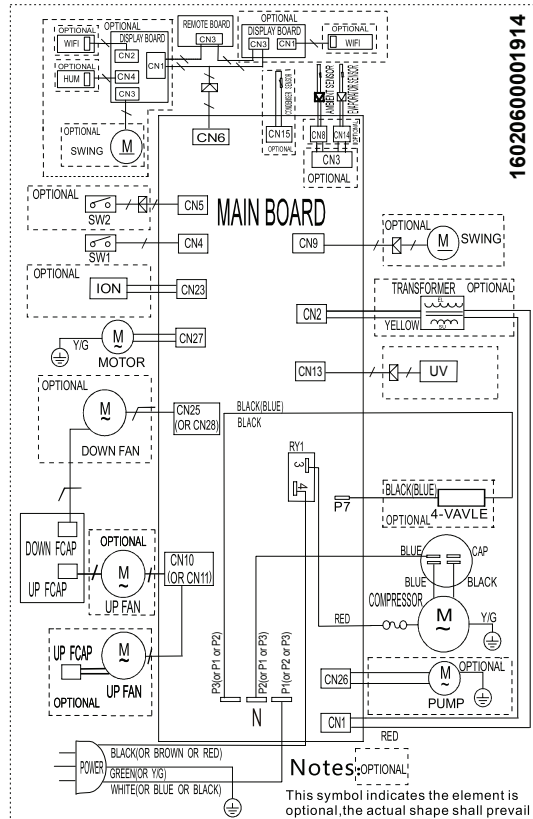 OPTIONAL
OPTIONAL
WIFI
DISPLAY BOARD
CN2
OPTIONAL
HUM
CN4
CN1
CN3
OPTIONAL
SWING
M
REMOTE BOARD
CN3
OPTIONAL
DISPLAY BOARD
CN3
CN1
OPTIONAL
WIFI
16020600001914
CN6
CONDENSER SENSOR
CN15
OPTIONAL
AMBIENT SENSOR
EVAPORATOR SENSOR
CN8
CN14
OPTIONAL
CN3
OPTIONAL
MAIN BOARD
OPTIONAL
SW2
CN5
SW1
CN4
OPTIONAL
ION
CN23
Y/G
M
~
MOTOR
CN27
OPTIONAL
M
~
DOWN FAN
CN25
(OR CN28)
DOWN FCAP
UP FCAP
OPTIONAL
M
~
UP FAN
CN10
(OR CN11)
UP FCAP
M
~
UP FAN
OPTIONAL
CN9
OPTIONAL
M
SWING
TRANSFORMER
OPTIONAL
CN2
YELLOW
CN13
UV
BLACK(BLUE)
BLACK
RY1
3
4
P7
BLACK(BLUE)
4-VAVLE
OPTIONAL
BLUE
CAP
BLUE
BLACK
COMPRESSOR
RED
M
~
Y/G
P3(or P1 or P2)
P2(or P1 or P3)
P1(or P2 or P3)
N
CN26
M
~
OPTIONAL
PUMP
CN1
RED
POWER
BLACK(OR BROWN OR RED)
GREEN(OR Y/G)
WHITE(OR BLUE OR BLACK)
Notes:
OPTIONAL
This symbol indicates the element is
optional,the actual shape shall prevail